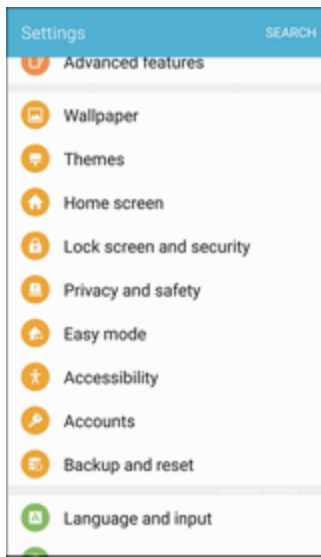 Settings SEARCH
Advanced features
Wallpaper
Themes
Home screen
Lock screen and security
Privacy and safety
Easy mode
Accessibility
Accounts
Backup and reset
A Language and input